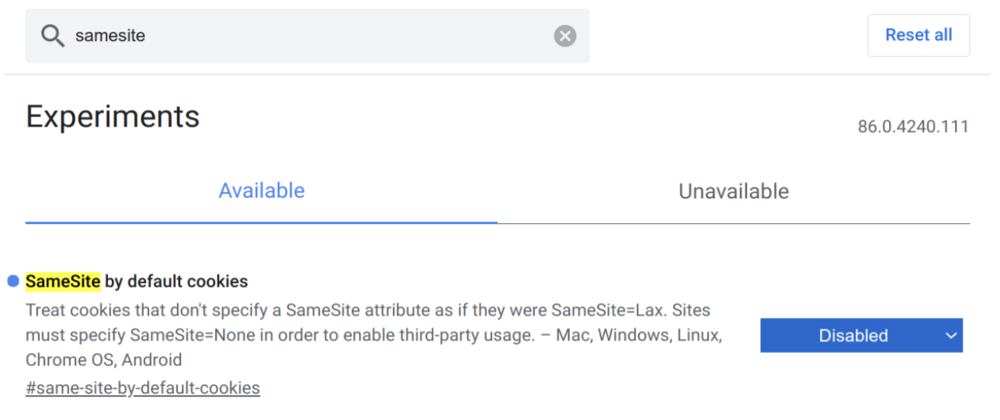 samesite
Reset all
Experiments
86.0.4240.111
Available
Unavailable
SameSite by default cookies
Treat cookies that don't specify a SameSite attribute as if they were SameSite=Lax. Sites
must specify SameSite=None in order to enable third-party usage. – Mac, Windows, Linux,
Chrome OS, Android
#same-site-by-default-cookies
Disabled